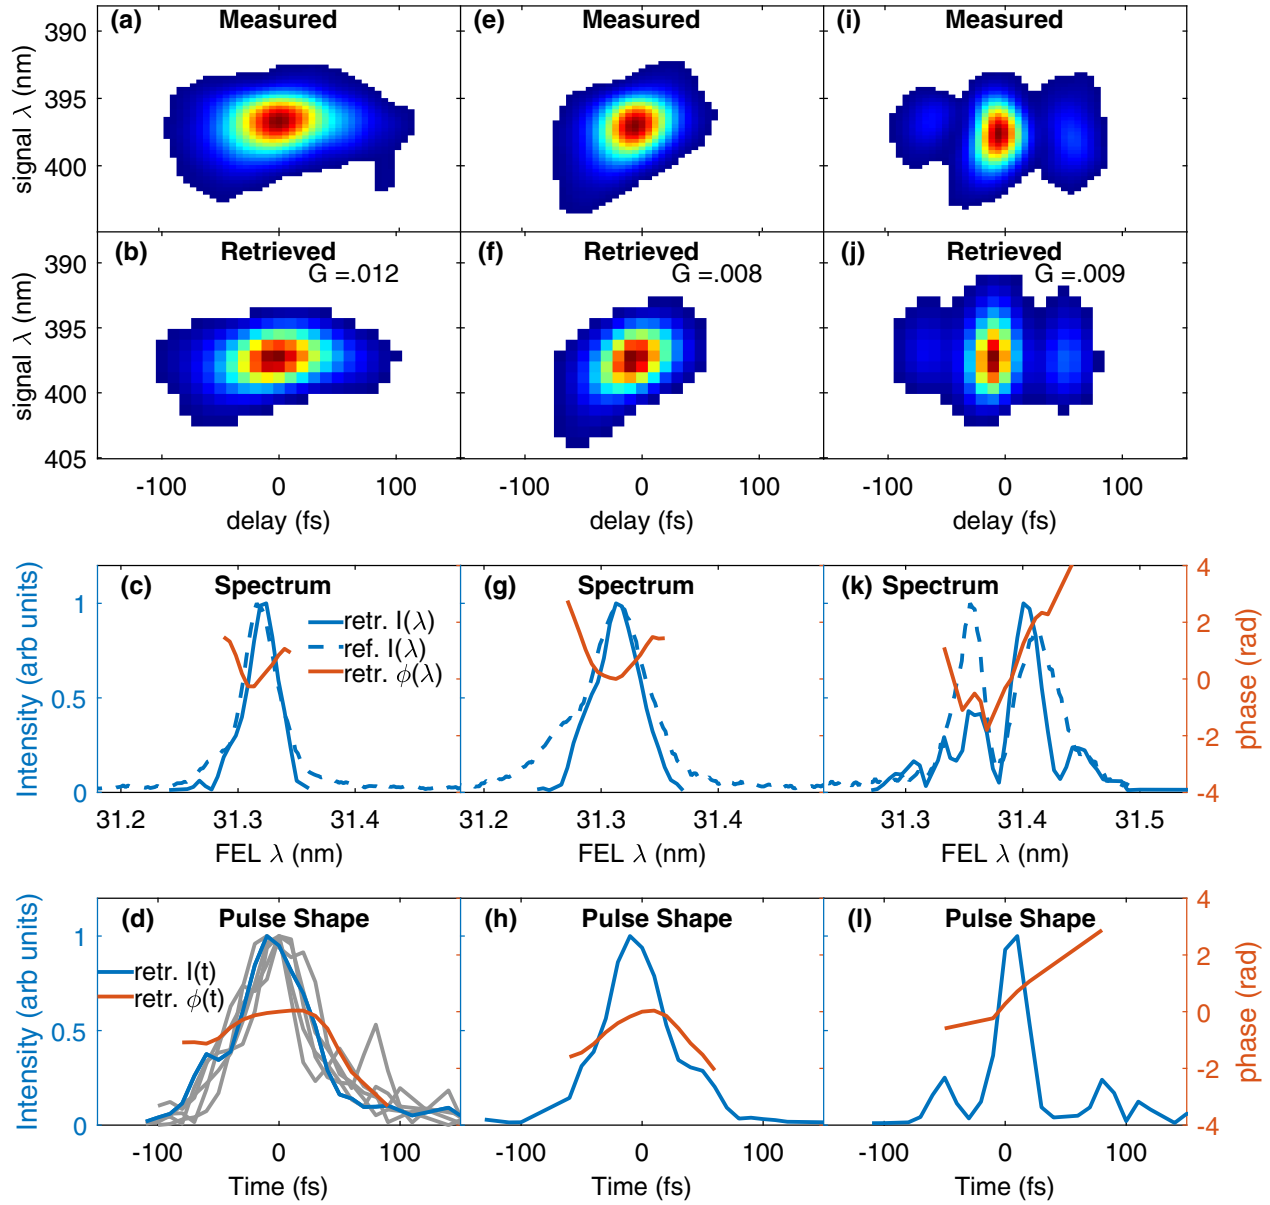 (a) Measured
(e) Measured
(i) Measured
390
395
400
signal λ (nm)
(b) Retrieved
G =.012
(f) Retrieved
G =.008
(j) Retrieved
G =.009
390
395
400
405
signal λ (nm)
-100 0 100
-100 0 100
-100 0 100
delay (fs)
delay (fs)
delay (fs)
(c) Spectrum
retr. I(λ)
ref. I(λ)
retr. ϕ(λ)
(g) Spectrum
(k) Spectrum
1
0.5
0
Intensity (arb units)
4
2
0
-2
-4
phase (rad)
31.2 31.3 31.4
31.2 31.3 31.4
31.3 31.4 31.5
FEL λ (nm)
FEL λ (nm)
FEL λ (nm)
(d) Pulse Shape
retr. I(t)
retr. ϕ(t)
(h) Pulse Shape
(l) Pulse Shape
1
0.5
0
Intensity (arb units)
4
2
0
-2
-4
phase (rad)
-100 0 100
-100 0 100
-100 0 100
Time (fs)
Time (fs)
Time (fs)